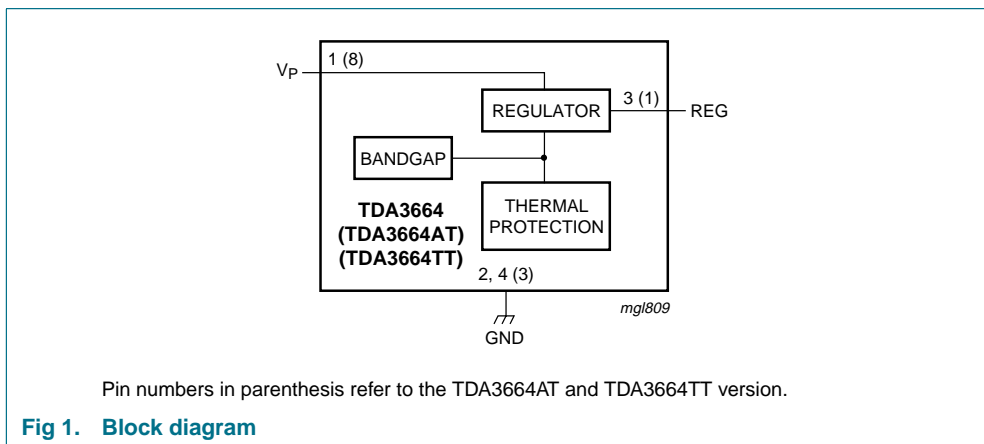 1 (8)
VP
REGULATOR
3 (1)
REG
BANDGAP
THERMAL
PROTECTION
TDA3664
(TDA3664AT)
(TDA3664TT)
2, 4 (3)
mgl809
GND
Pin numbers in parenthesis refer to the TDA3664AT and TDA3664TT version.
Fig 1. Block diagram